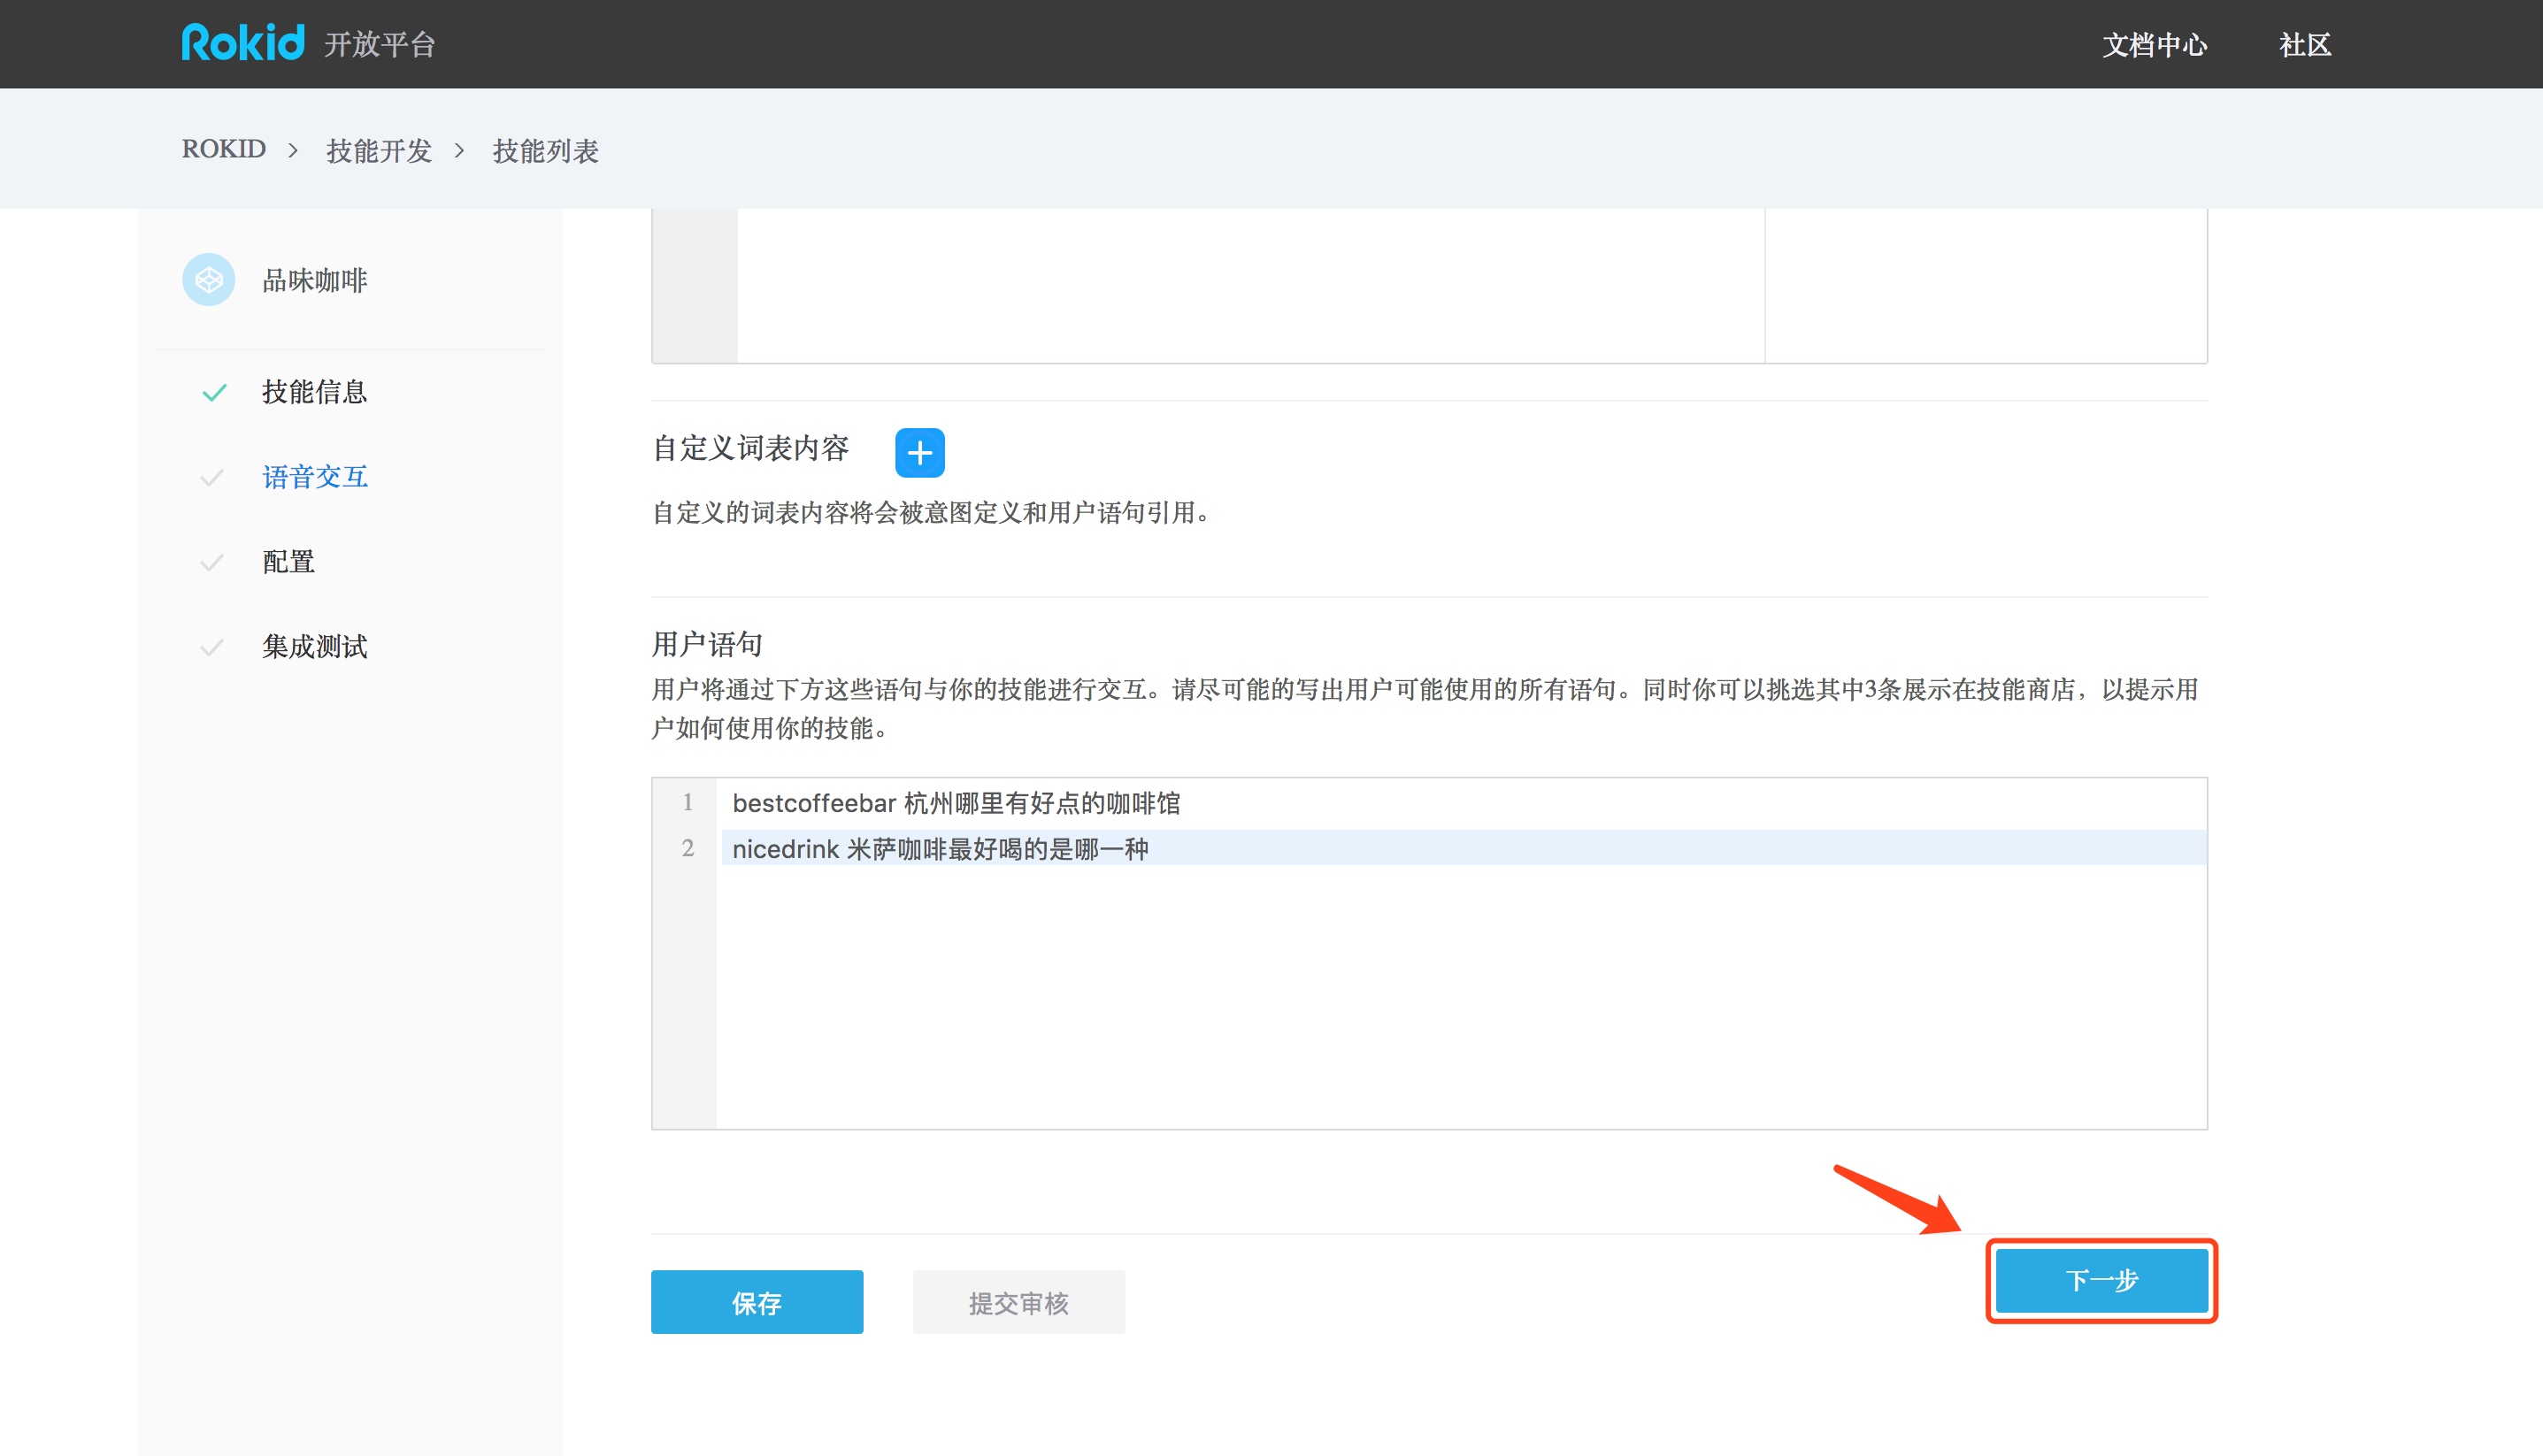 Rokid 开放平台
文档中心 社区
ROKID > 技能开发 > 技能列表
品味咖啡
技能信息
语音交互
配置
集成测试
自定义词表内容
自定义的词表内容将会被意图定义和用户语句引用。
用户语句
用户将通过下方这些语句与你的技能进行交互。请尽可能的写出用户可能使用的所有语句。同时你可以挑选其中3条展示在技能商店，以提示用
户如何使用你的技能。
1 bestcoffeebar 杭州哪里有好点的咖啡馆
2 nicedrink 米萨咖啡最好喝的是哪一种
下一步
保存 提交审核